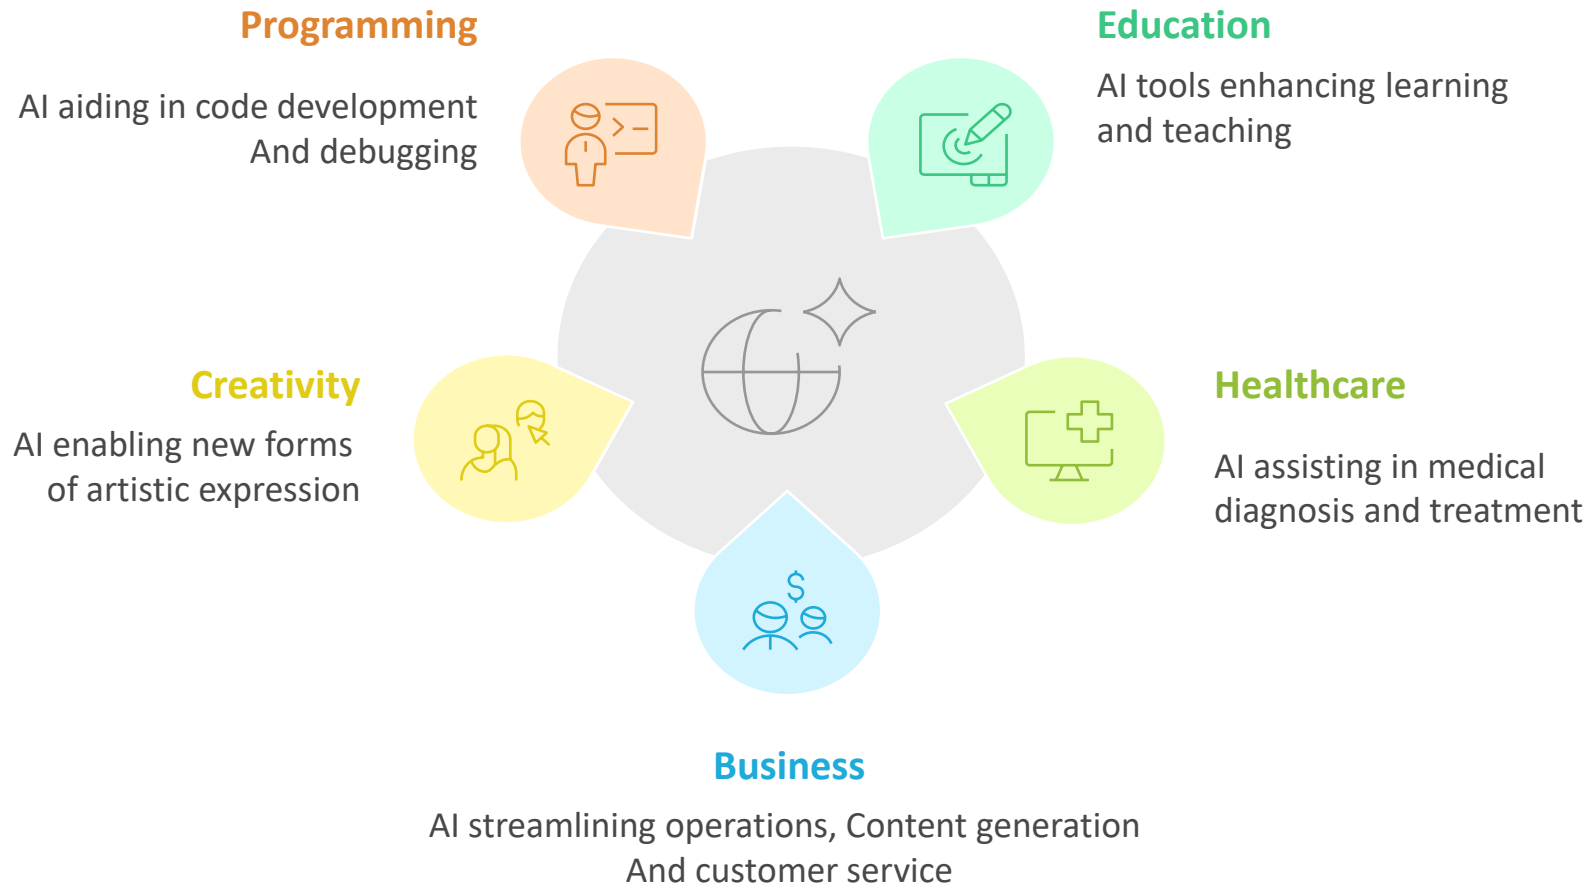 Programming
AI aiding in code development
And debugging
Education
AI tools enhancing learning
and teaching
Creativity
AI enabling new forms
of artistic expression
Healthcare
AI assisting in medical
diagnosis and treatment
Business
AI streamlining operations, Content generation
And customer service